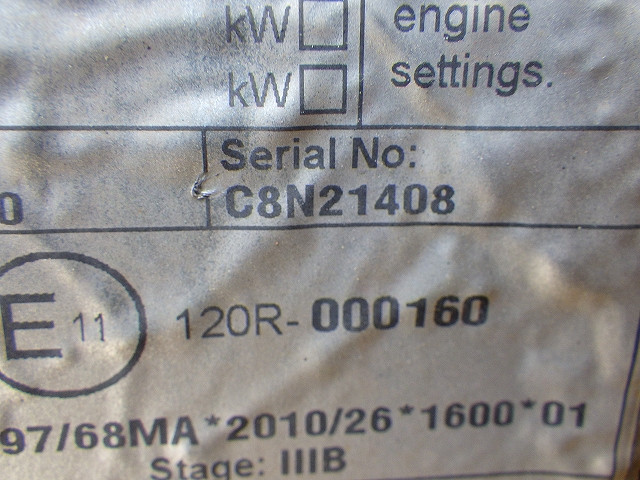 kW engine
kW settings.
Serial No:
0 C8N21408
E 11 120R-000160
97/68MA*2010/26*1600*01
Stage: IIIB